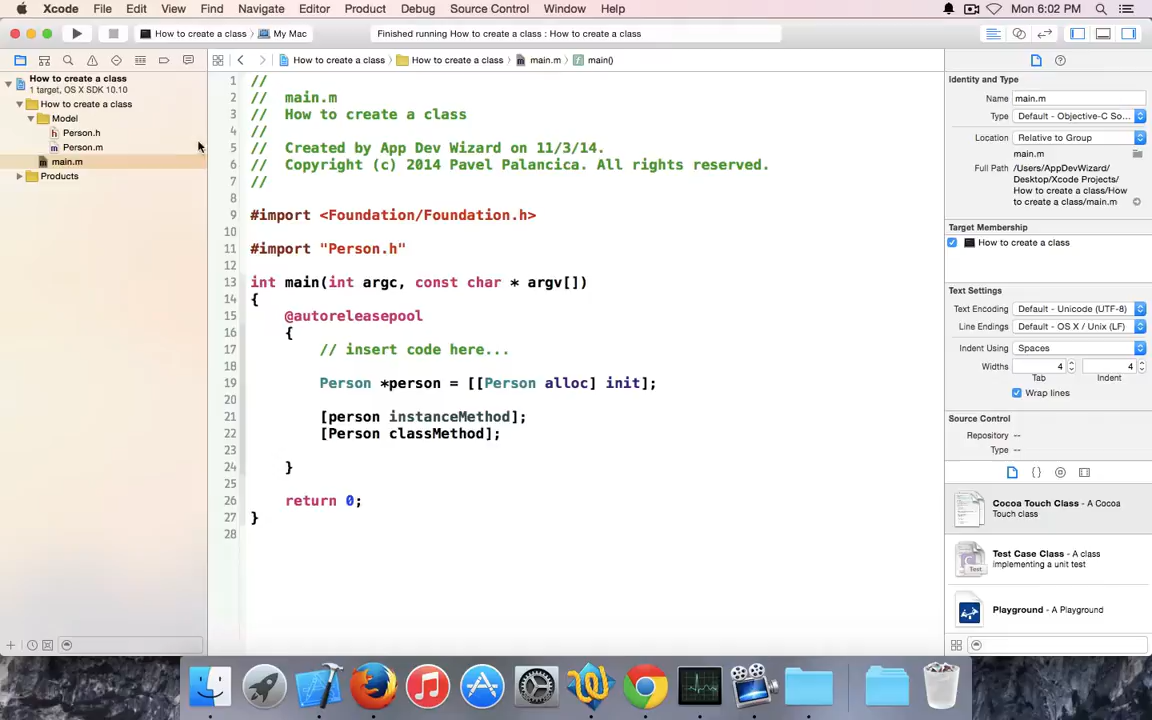 Xcode File Edit View Find Navigate Editor Product Debug Source Control Window Help Mon 6:02 PM
How to create a class My Mac Finished running How to create a class : How to create a class
How to create a class
1 target, OS X SDK 10.10
How to create a class
Model
Person.h
Person.m
main.m
Products
How to create a class How to create a class main.m main()
1 //
2 // main.m
3 // How to create a class
4 //
5 // Created by App Dev Wizard on 11/3/14.
6 // Copyright (c) 2014 Pavel Palancica. All rights reserved.
7 //
8
9 #import <Foundation/Foundation.h>
10
11 #import "Person.h"
12
13 int main(int argc, const char * argv[])
14 {
15 @autoreleasepool
16 {
17 // insert code here...
18
19 Person *person = [[Person alloc] init];
20
21 [person instanceMethod];
22 [Person classMethod];
23
24 }
25
26 return 0;
27 }
28
Identity and Type
Name main.m
Type Default - Objective-C So...
Location Relative to Group
main.m
Full Path /Users/AppDevWizard/
Desktop/Xcode Projects/
How to create a class/How
to create a class/main.m
Target Membership
How to create a class
Text Settings
Text Encoding Default - Unicode (UTF-8)
Line Endings Default - OS X / Unix (LF)
Indent Using Spaces
Widths 4 4
Tab Indent
Wrap lines
Source Control
Repository --
Type --
{}
Cocoa Touch Class - A Cocoa
Touch class
Test Case Class - A class
implementing a unit test
Test
Playground - A Playground